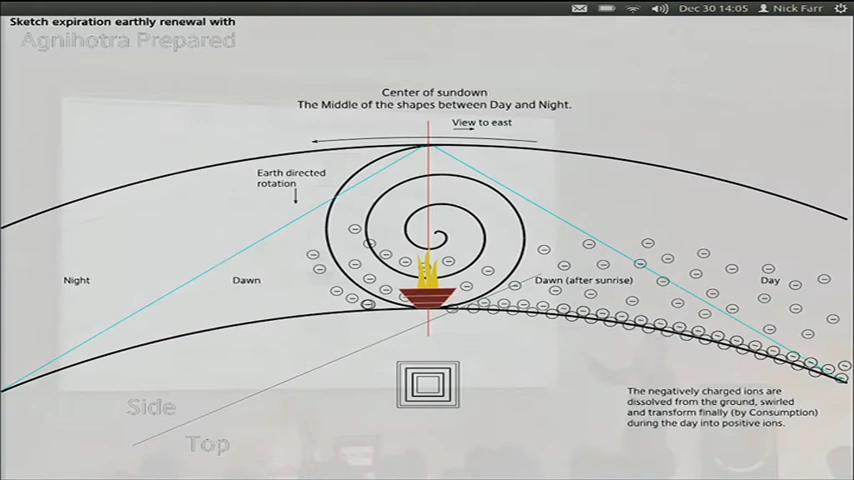 Dec 30 14:05 Nick Farr
Sketch expiration earthly renewal with
Agnihotra Prepared
Center of sundown
The Middle of the shapes between Day and Night.
View to east
Earth directed
rotation
Night
Dawn
Dawn (after sunrise)
Day
The negatively charged ions are
dissolved from the ground, swirled
and transform finally (by Consumption)
during the day into positive ions.
Side
Top